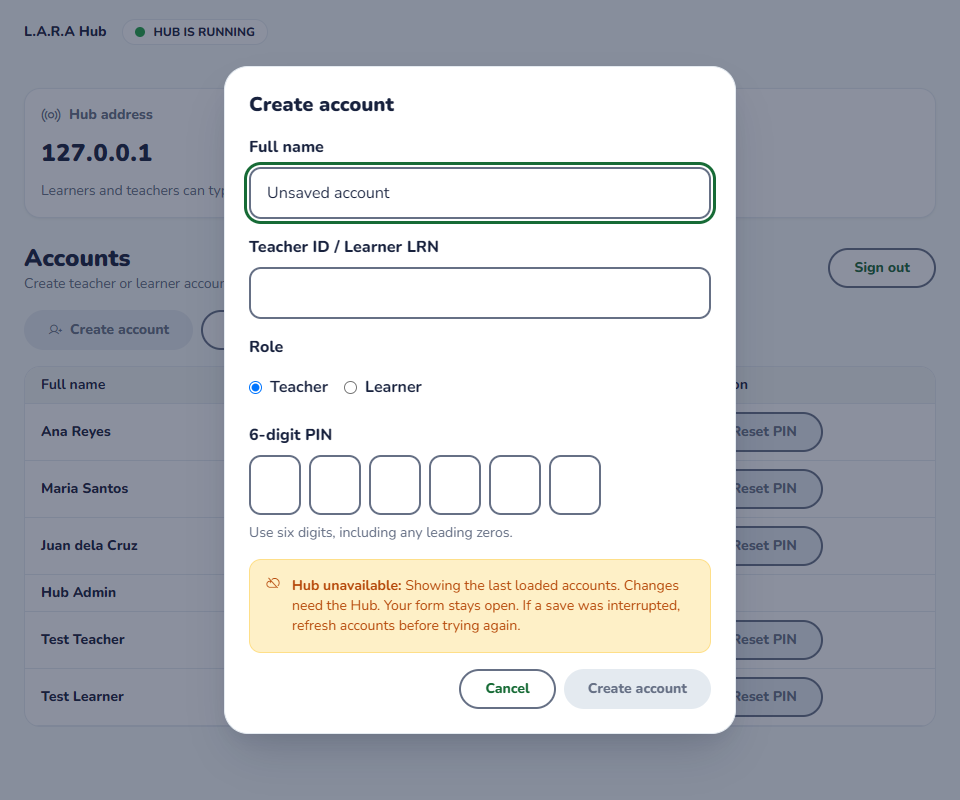 L.A.R.A Hub
HUB IS RUNNING
Hub address
127.0.0.1
Learners and teachers can
Accounts
Create teacher or learner
Sign out
Create account
Full name
Ana Reyes
Reset PIN
Maria Santos
Reset PIN
Juan dela Cruz
Reset PIN
Hub Admin
Test Teacher
Reset PIN
Test Learner
Reset PIN
Create account
Full name
Unsaved account
Teacher ID / Learner LRN
Role
Teacher
Learner
6-digit PIN
Use six digits, including any leading zeros.
Hub unavailable: Showing the last loaded accounts. Changes
need the Hub. Your form stays open. If a save was interrupted,
refresh accounts before trying again.
Cancel
Create account